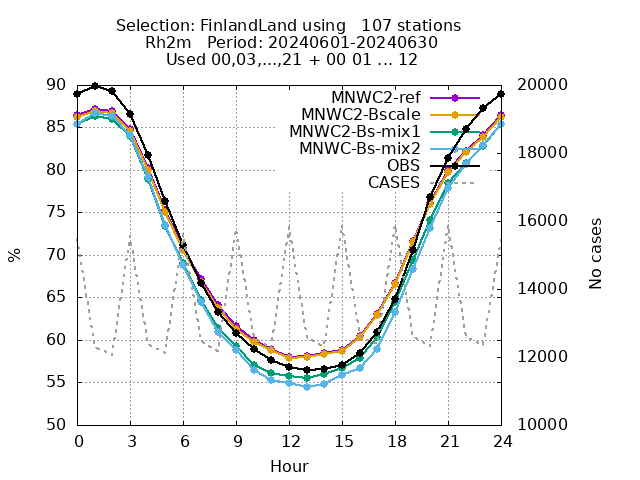 Selection: FinlandLand using   107 stations
Rh2m   Period: 20240601-20240630
Used 00,03,...,21 + 00 01 ... 12
MNWC2-ref
MNWC2-Bscale
MNWC2-Bs-mix1
MNWC-Bs-mix2
OBS
CASES
90
85
80
75
70
65
60
55
50
%
20000
18000
16000
14000
12000
10000
No cases
0 3 6 9 12 15 18 21 24
Hour